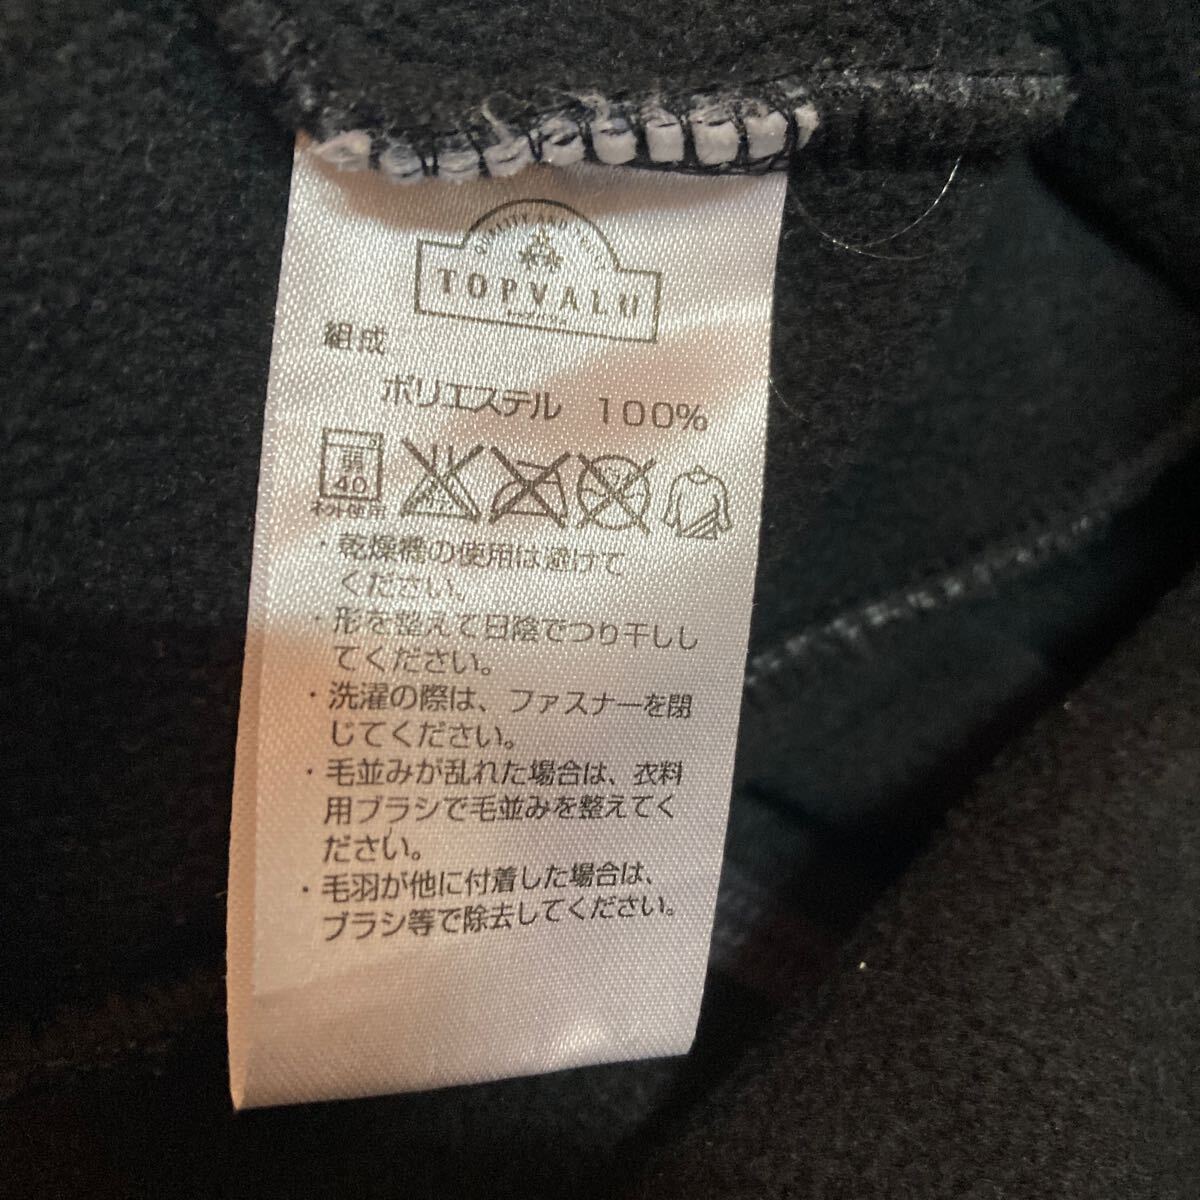 TOPVALU
組成
ポリエステル 100%
弱
40
ネット使用
・乾燥機の使用は避けて
ください。
・形を整えて日陰でつり干しし
てください。
・洗濯の際は、ファスナーを閉
じてください。
・毛並みが乱れた場合は、衣料
用ブラシで毛並みを整えてく
ださい。
・毛羽が他に付着した場合は、
ブラシ等で除去してください。